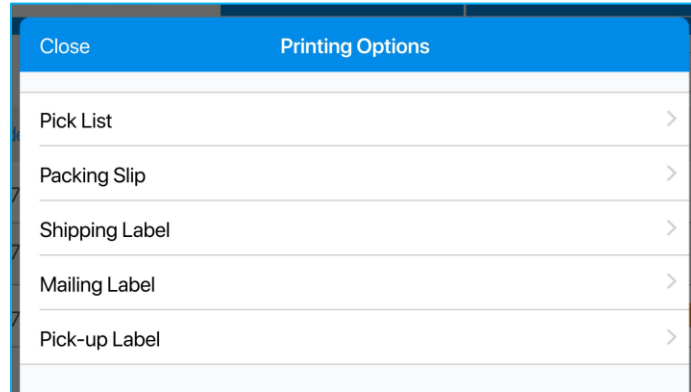 Close
Printing Options
Pick List
Packing Slip
Shipping Label
Mailing Label
Pick-up Label